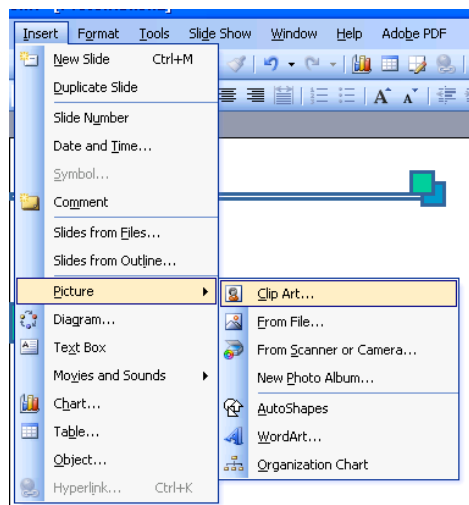 Insert Format Tools Slide Show Window Help Adobe PDF
New Slide Ctrl+M
Duplicate Slide
Slide Number
Date and Time...
Symbol...
Comment
Slides from Files...
Slides from Outline...
Picture
Clip Art...
From File...
From Scanner or Camera...
New Photo Album...
AutoShapes
WordArt...
Organization Chart
Diagram...
Text Box
Movies and Sounds
Chart...
Table...
Object...
Hyperlink... Ctrl+K